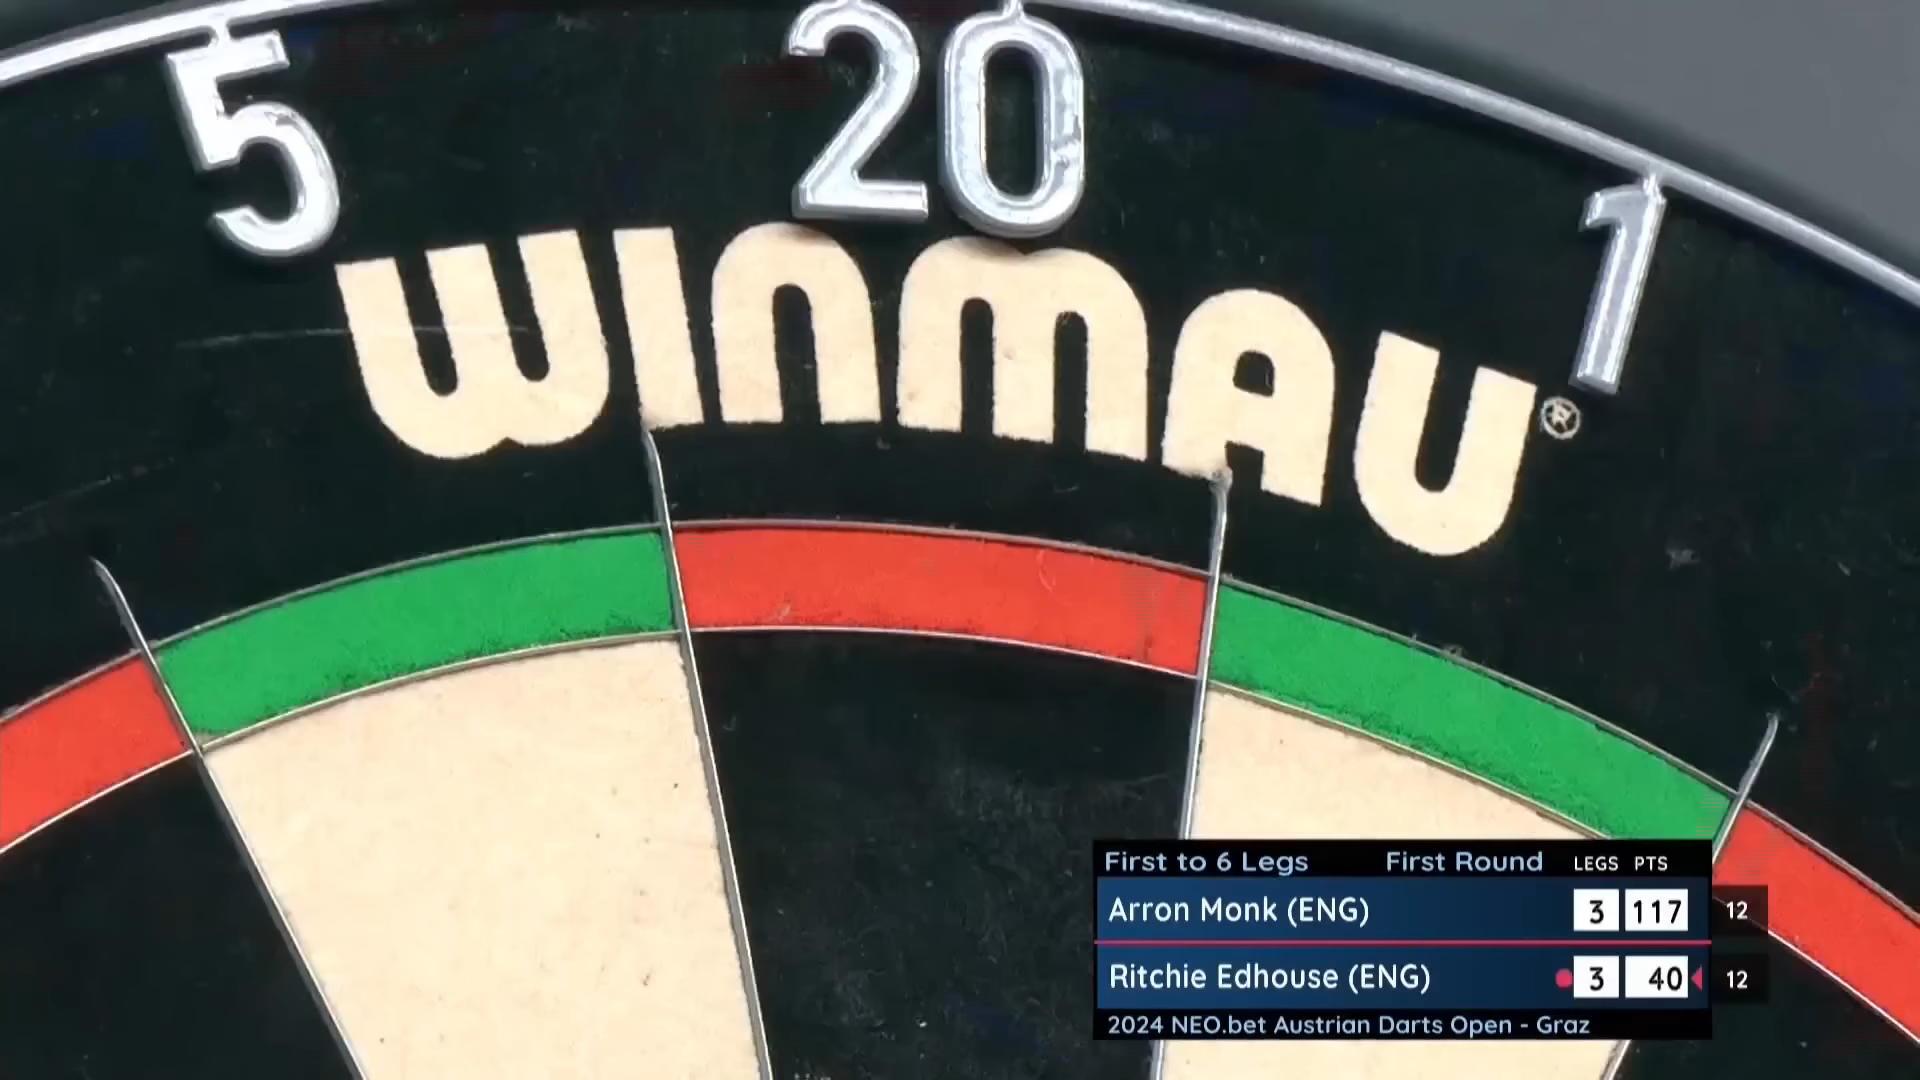 5 20 1
WINMAU®
First to 6 Legs First Round LEGS PTS
Arron Monk (ENG) 3 117 12
Ritchie Edhouse (ENG) 3 40 12
2024 NEO.bet Austrian Darts Open - Graz